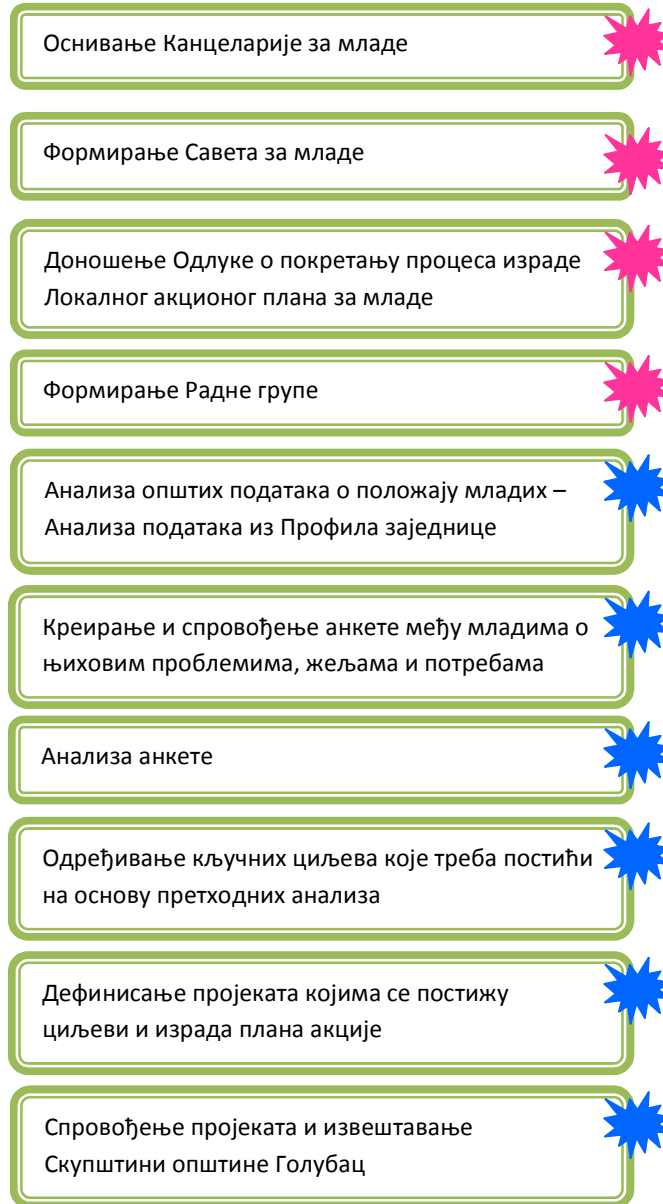 Оснивање Канцеларије за младе
Формирање Савета за младе
Доношење Одлуке о покретању процеса израде
Локалног акционог плана за младе
Формирање Радне групе
Анализа општих података о положају младих –
Анализа података из Профила заједнице
Креирање и спровођење анкете међу младима о
њиховим проблемима, жељама и потребама
Анализа анкете
Одређивање кључних циљева које треба постићи
на основу претходних анализа
Дефинисање пројеката којима се постижу
циљеви и израда плана акције
Спровођење пројеката и извештавање
Скупштини општине Голубац